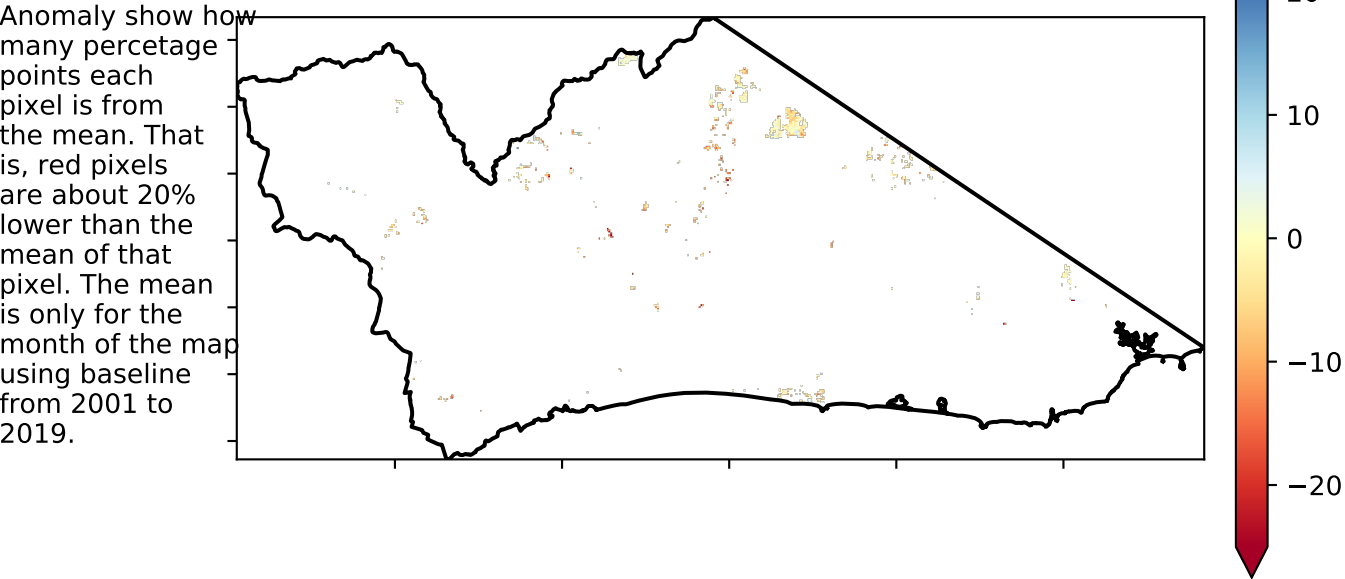 Anomaly show how
many percetage
points each
pixel is from
the mean. That
is, red pixels
are about 20%
lower than the
mean of that
pixel. The mean
is only for the
month of the map
using baseline
from 2001 to
2019.
10
0
−10
−20